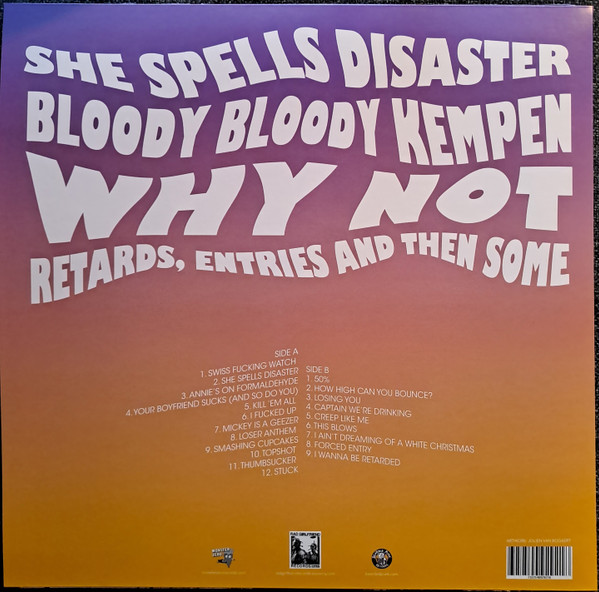 SHE SPELLS DISASTER
BLOODY BLOODY KEMPEN
WHY NOT
RETARDS, ENTRIES AND THEN SOME
SIDE A
1. SWISS FUCKING WATCH
2. SHE SPELLS DISASTER
3. ANNIE'S ON FORMALDEHYDE
4. YOUR BOYFRIEND SUCKS (AND SO DO YOU)
5. KILL 'EM ALL
6. I FUCKED UP
7. MICKEY IS A GEEZER
8. LOSER ANTHEM
9. SMASHING CUPCAKES
10. TOPSHOT
11. THUMBSUCKER
12. STUCK
SIDE B
1. 50%
2. HOW HIGH CAN YOU BOUNCE?
3. LOSING YOU
4. CAPTAIN WE'RE DRINKING
5. CREEP LIKE ME
6. THIS BLOWS
7. I AIN'T DREAMING OF A WHITE CHRISTMAS
8. FORCED ENTRY
9. I WANNA BE RETARDED
BAD GIRLFRIEND
RECORDS